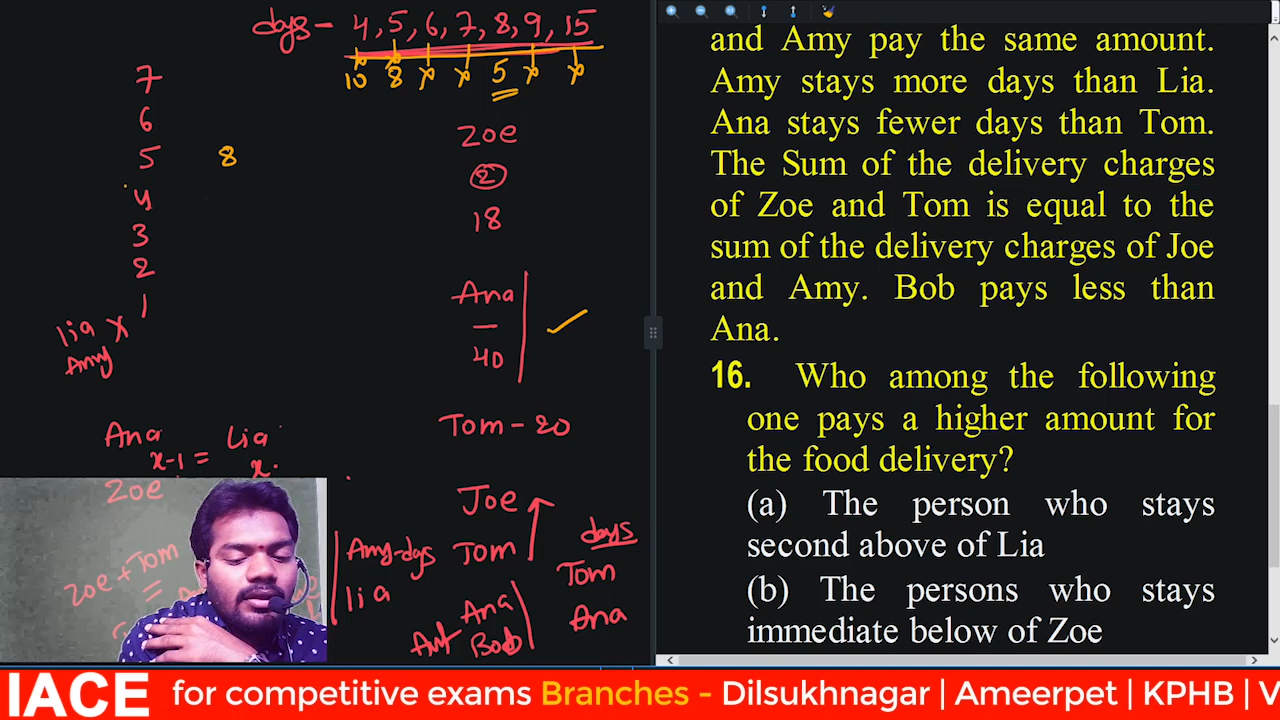 days - 4, 5, 6, 7, 8, 9, 15
10 8 x x 5 x x
7
6
5 8
4
3
2
1
lia x
Amy
Zoe
2
18
Ana
40
Tom - 20
Ana Lia
x-1 = x.
Zoe
Zoe + Tom
=
Joe
Tom
Ana
Amt Bob
Amy-days
lia
days
Tom
Ana
and Amy pay the same amount.
Amy stays more days than Lia.
Ana stays fewer days than Tom.
The Sum of the delivery charges
of Zoe and Tom is equal to the
sum of the delivery charges of Joe
and Amy. Bob pays less than
Ana.
16. Who among the following
one pays a higher amount for
the food delivery?
(a) The person who stays
second above of Lia
(b) The persons who stays
immediate below of Zoe
IACE for competitive exams Branches - Dilsukhnagar | Ameerpet | KPHB | V